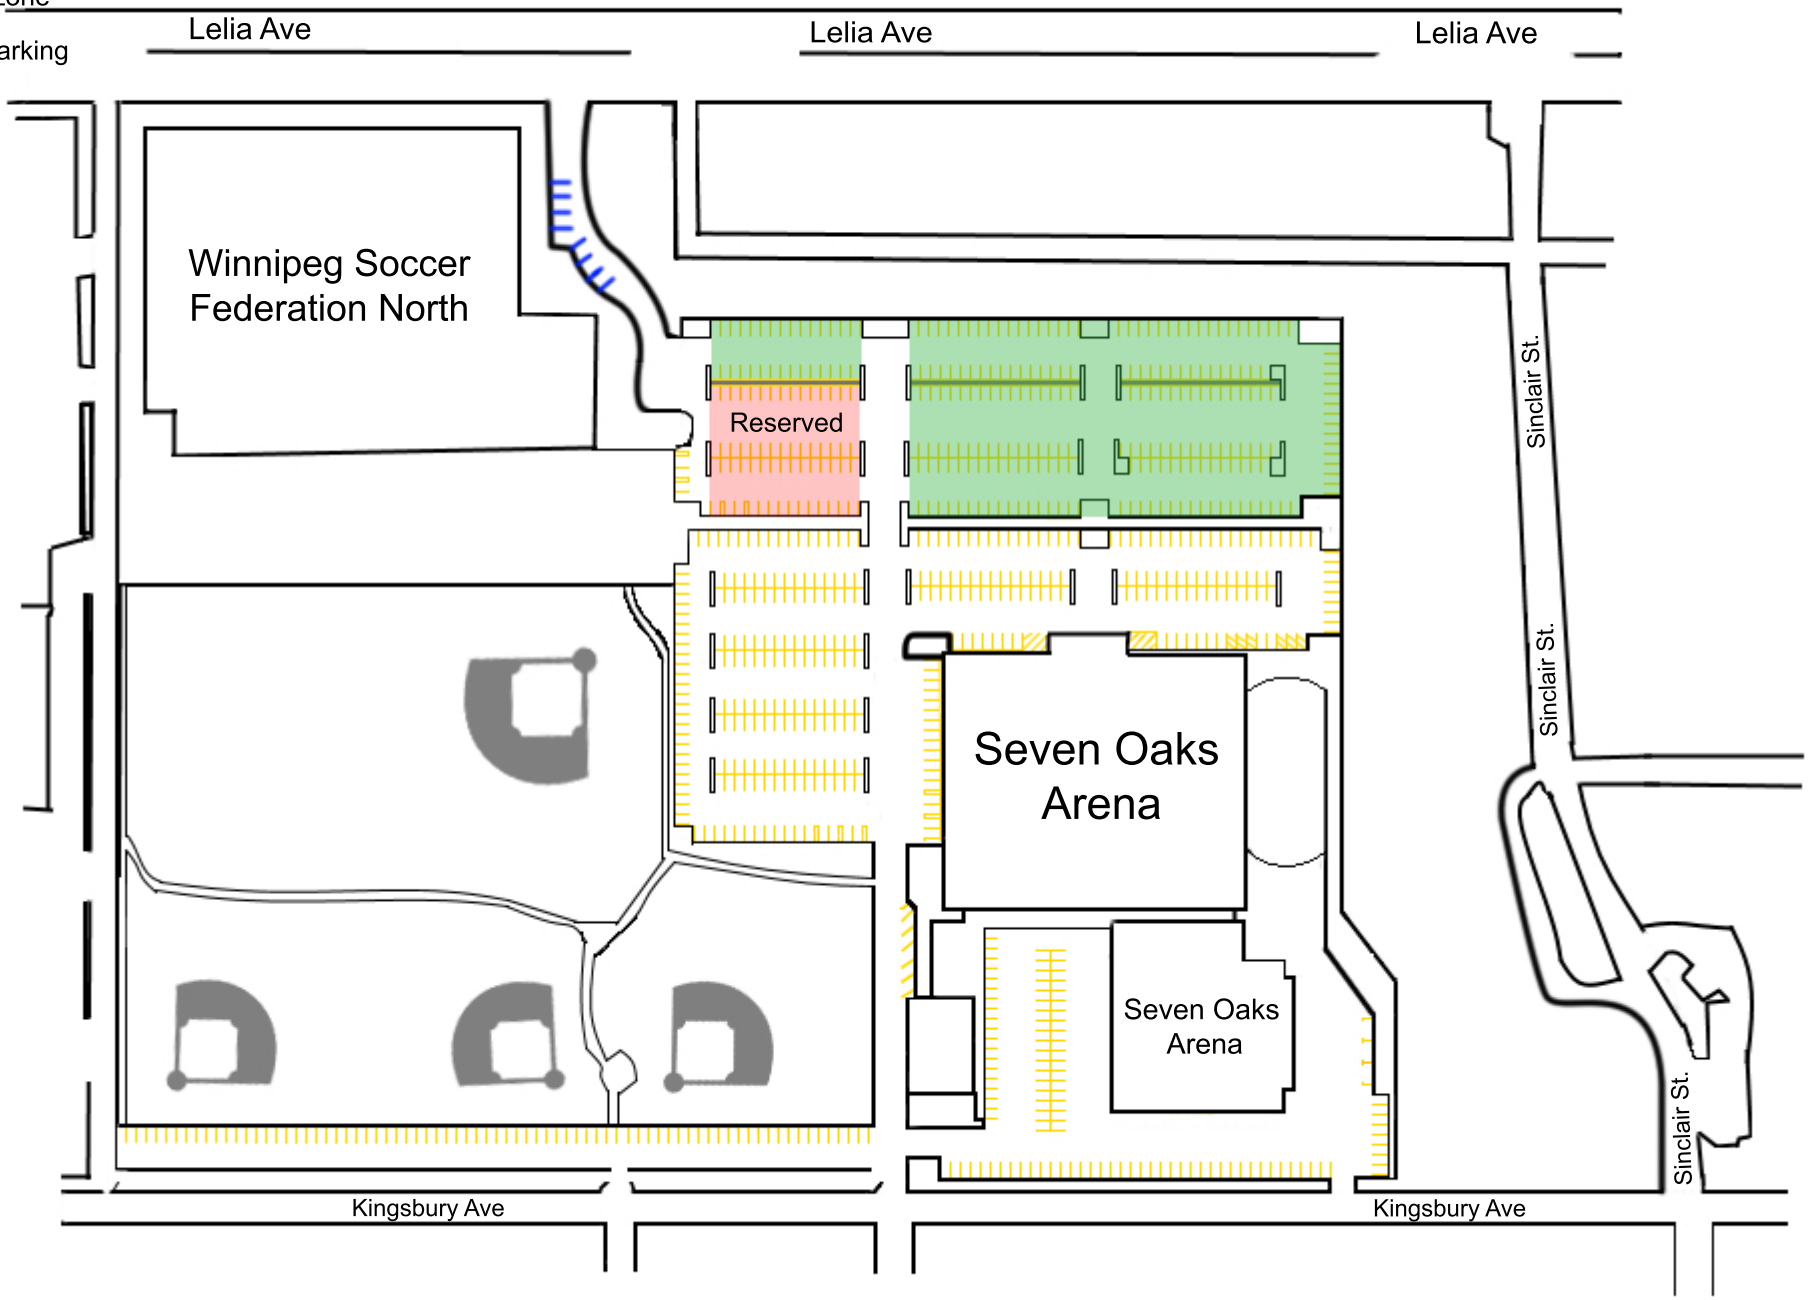 Lelia Ave
Lelia Ave
Lelia Ave
arking
Winnipeg Soccer
Federation North
Reserved
Sinclair St.
Sinclair St.
Seven Oaks
Arena
Seven Oaks
Arena
Sinclair St.
Kingsbury Ave
Kingsbury Ave